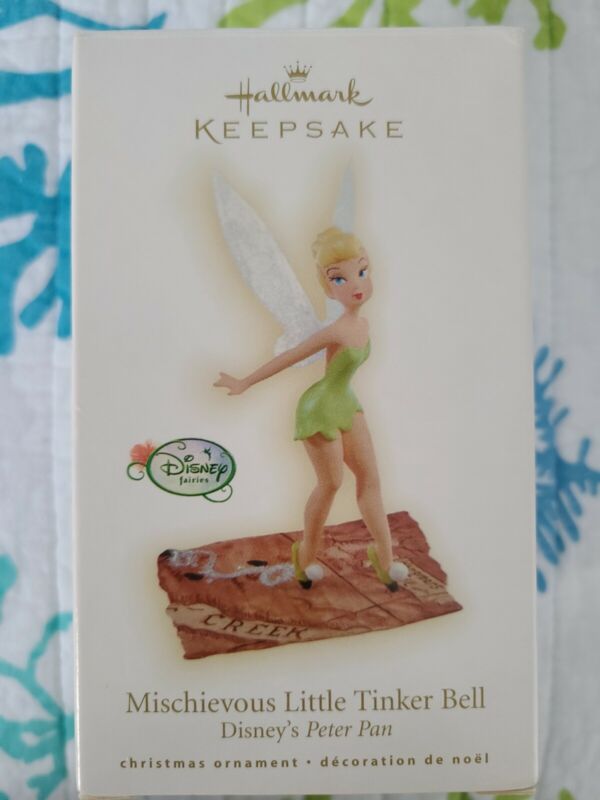 Hallmark
KEEPSAKE
Disney
fairies
CREEK
Mischievous Little Tinker Bell
Disney's Peter Pan
christmas ornament • décoration de noël